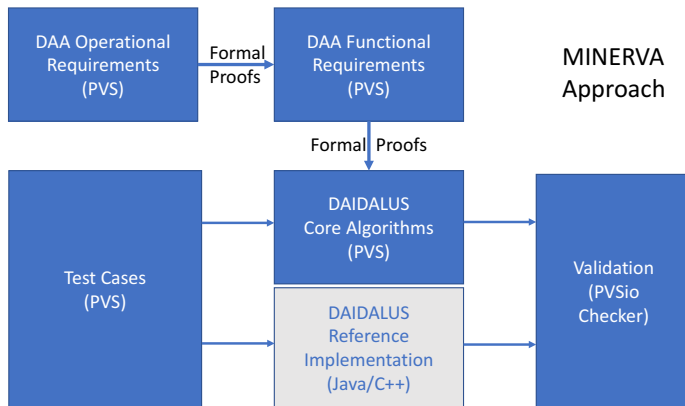 DAA Operational
Requirements
(PVS)
Formal
Proofs
DAA Functional
Requirements
(PVS)
MINERVA
Approach
Formal Proofs
Test Cases
(PVS)
DAIDALUS
Core Algorithms
(PVS)
DAIDALUS
Reference
Implementation
(Java/C++)
Validation
(PVSio
Checker)